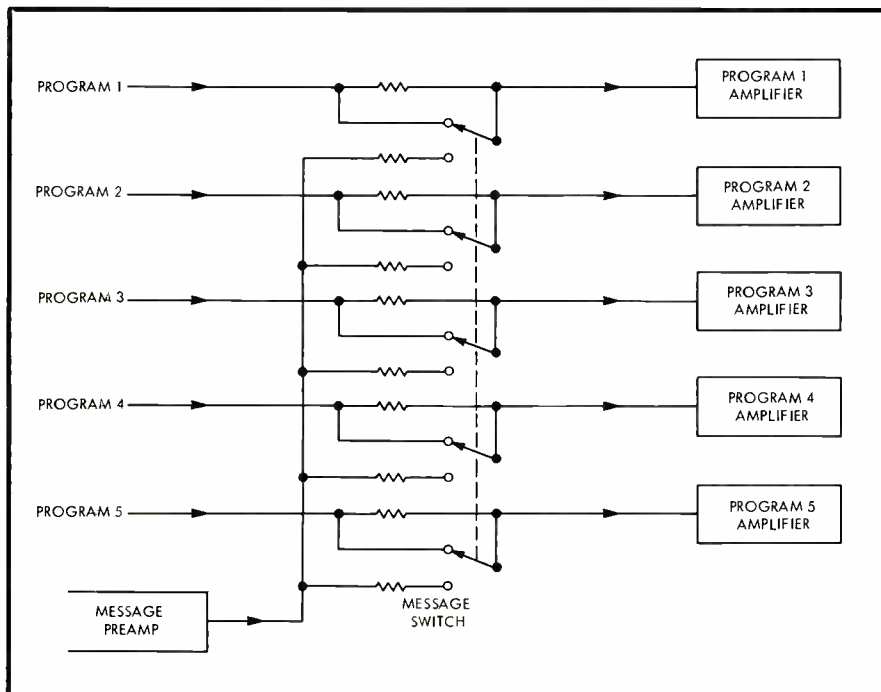 PROGRAM 1
PROGRAM 1
AMPLIFIER
PROGRAM 2
PROGRAM 2
AMPLIFIER
PROGRAM 3
PROGRAM 3
AMPLIFIER
PROGRAM 4
PROGRAM 4
AMPLIFIER
PROGRAM 5
PROGRAM 5
AMPLIFIER
MESSAGE
PREAMP
MESSAGE
SWITCH